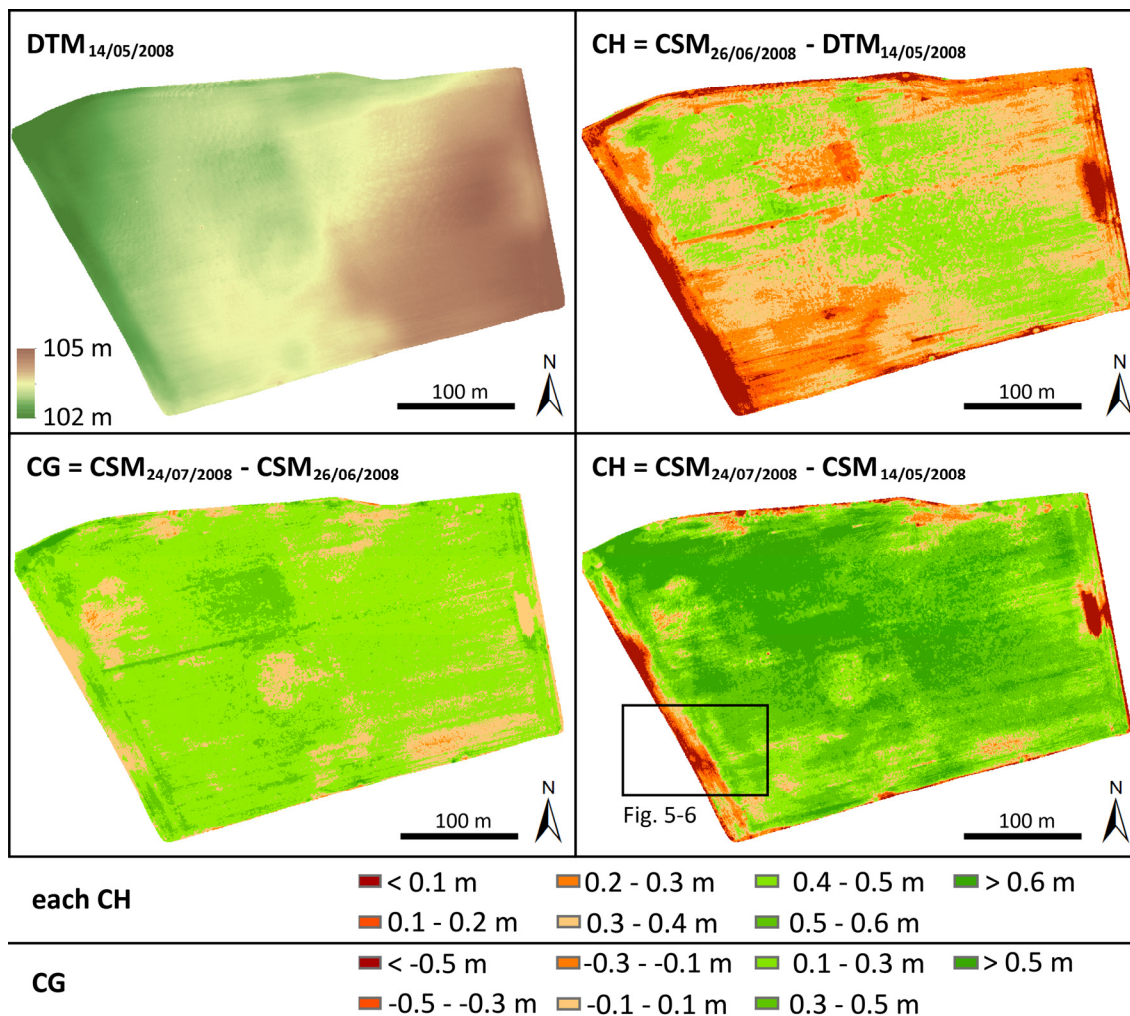 DTM14/05/2008
CH = CSM26/06/2008 - DTM14/05/2008
105 m
102 m
100 m
N
100 m
N
CG = CSM24/07/2008 - CSM26/06/2008
CH = CSM24/07/2008 - CSM14/05/2008
100 m
N
Fig. 5-6
100 m
N
each CH
< 0.1 m
0.2 - 0.3 m
0.4 - 0.5 m
> 0.6 m
0.1 - 0.2 m
0.3 - 0.4 m
0.5 - 0.6 m
CG
< -0.5 m
-0.3 - -0.1 m
0.1 - 0.3 m
> 0.5 m
-0.5 - -0.3 m
-0.1 - 0.1 m
0.3 - 0.5 m